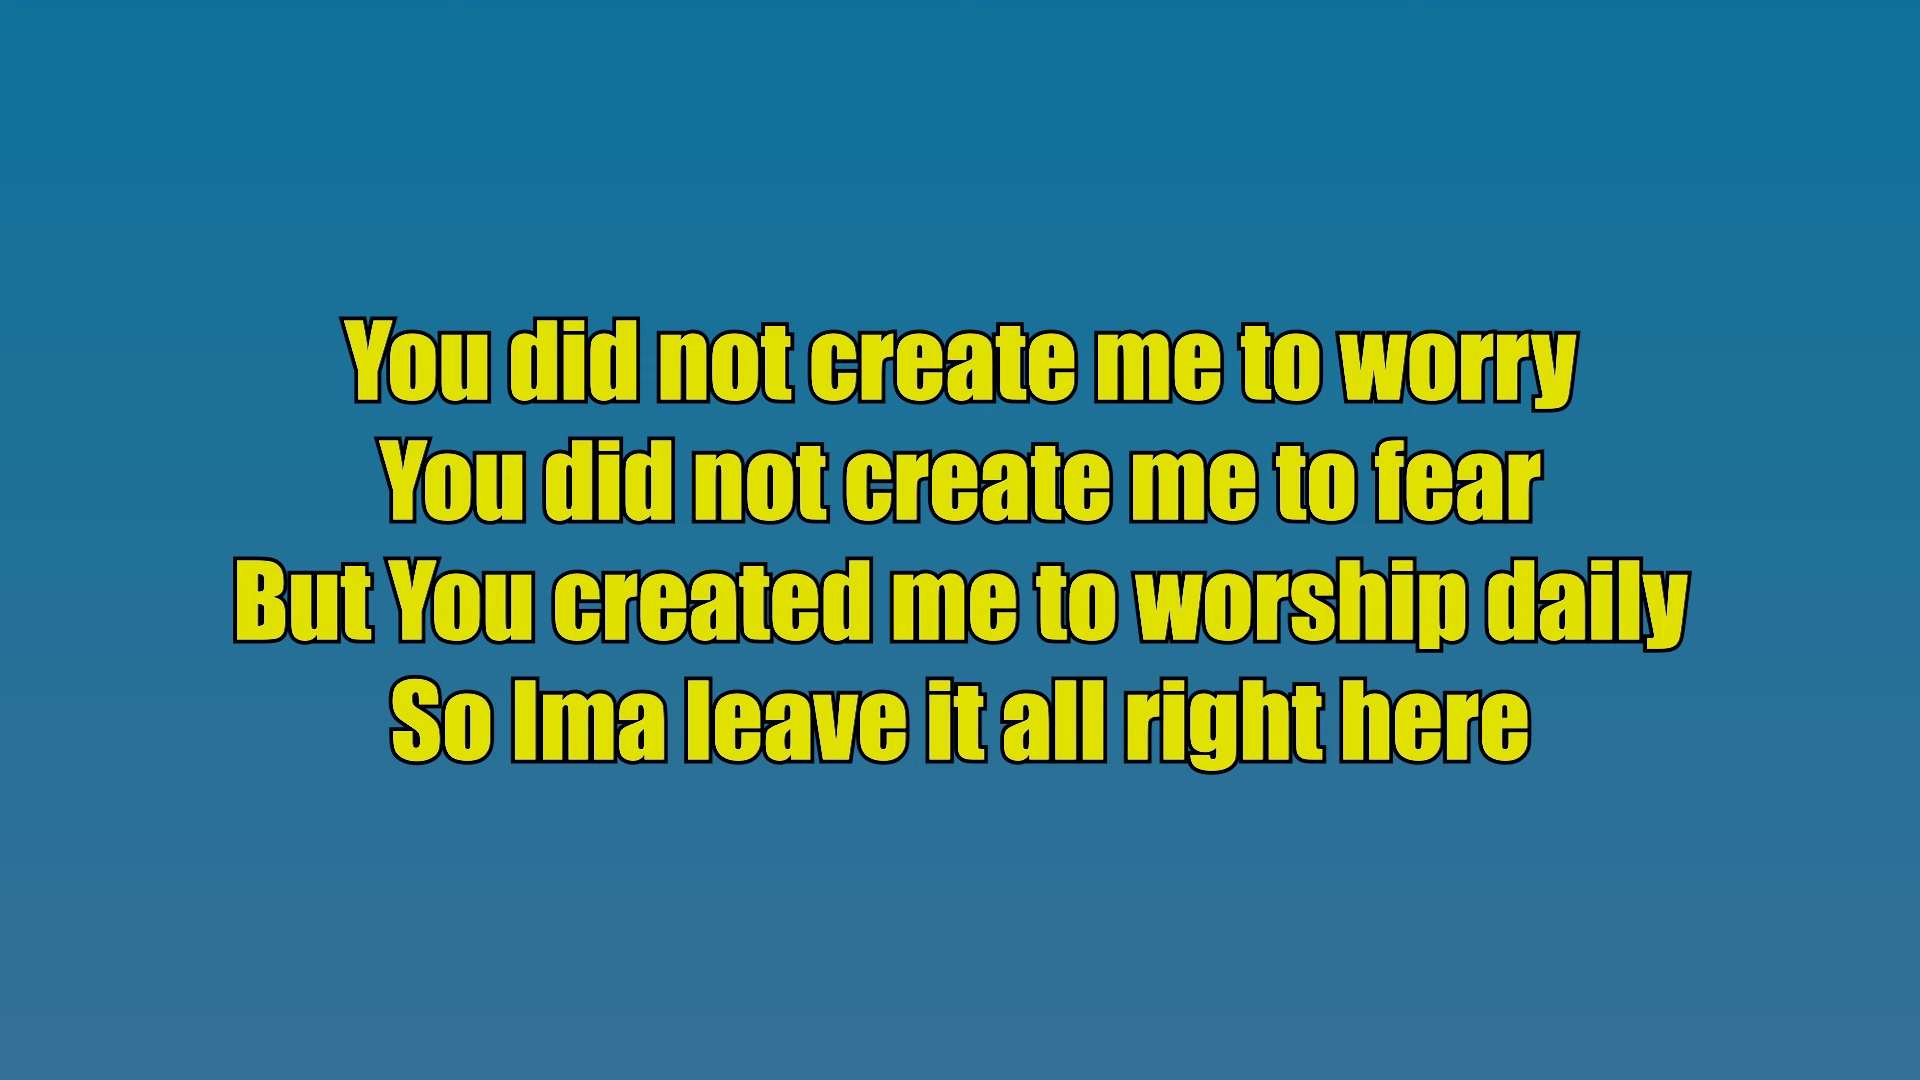 You did not create me to worry
You did not create me to fear
But You created me to worship daily
So Ima leave it all right here